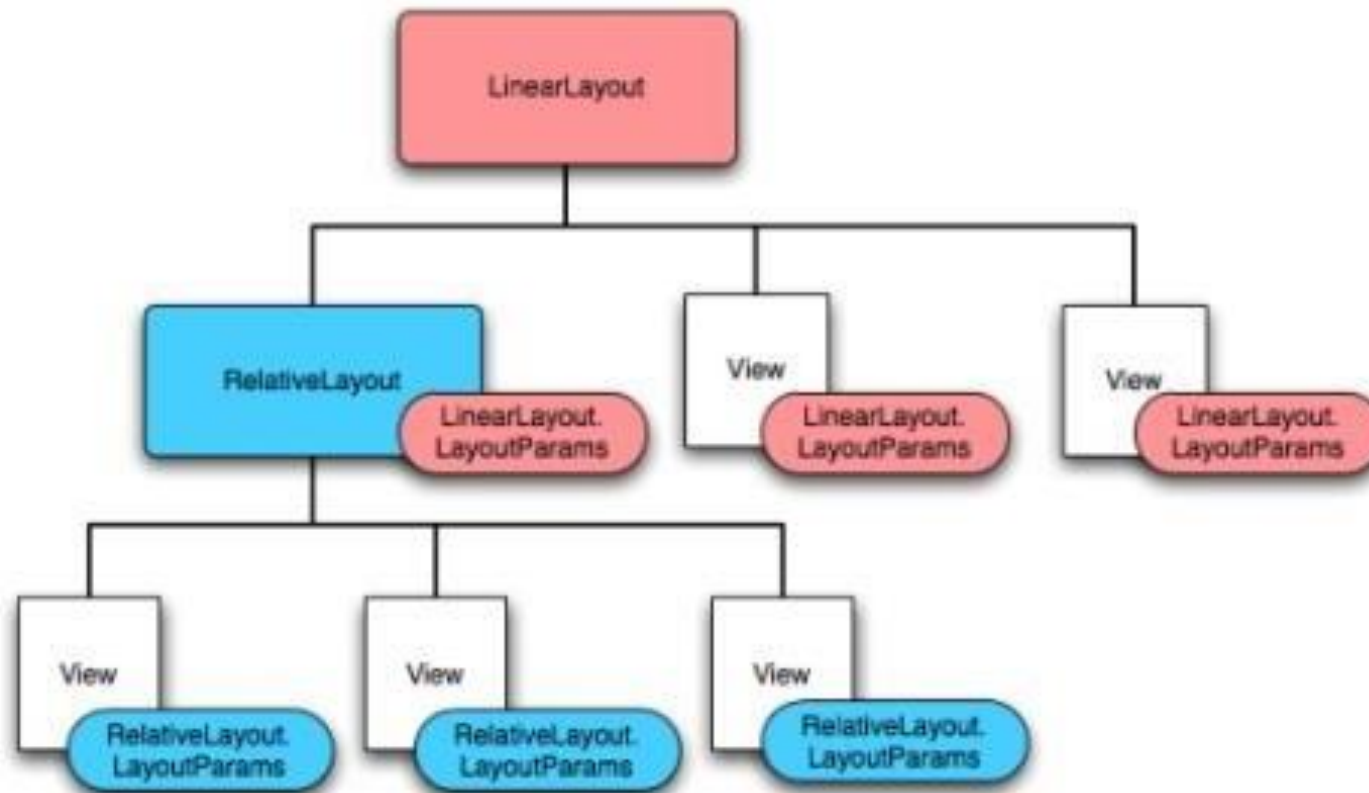 LinearLayout
RelativeLayout
LinearLayout.
LayoutParams
View
LinearLayout.
LayoutParams
View
LinearLayout.
LayoutParams
View
RelativeLayout.
LayoutParams
View
RelativeLayout.
LayoutParams
View
RelativeLayout.
LayoutParams